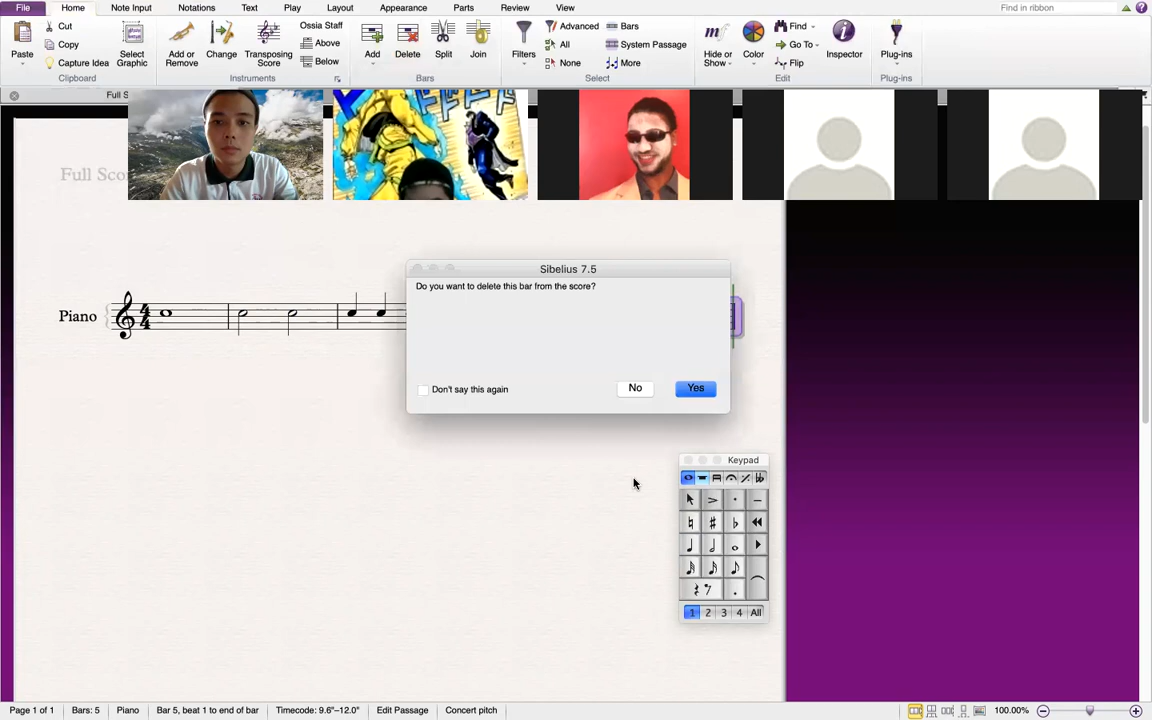 File Home Note Input Notations Text Play Layout Appearance Parts Review View Find in ribbon
Cut Ossia Staff Advanced Bars Find
Copy Above All System Passage Go To
Capture Idea Below None More Flip
Paste Select Graphic Add or Remove Change Transposing Score Add Delete Split Join Filters Hide or Show Color Inspector Plug-ins
Clipboard Instruments Bars Select Edit Plug-ins
Full S
Full Sco
Sibelius 7.5
Do you want to delete this bar from the score?
Piano
4
4
Don't say this again No Yes
Keypad
1 2 3 4 All
Page 1 of 1 Bars: 5 Piano Bar 5, beat 1 to end of bar Timecode: 9.6"–12.0" Edit Passage Concert pitch 100.00%